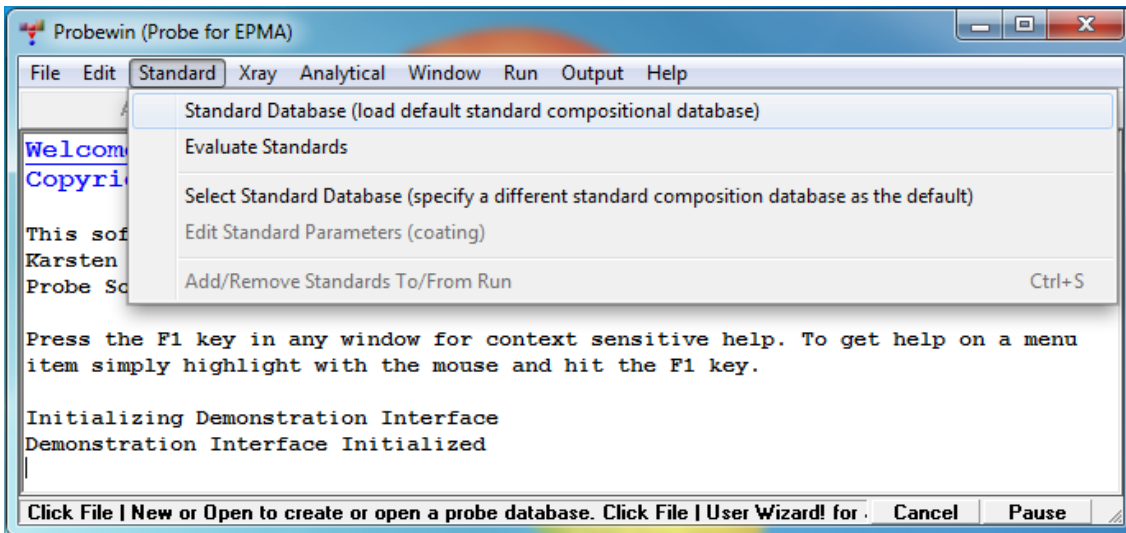 Probewin (Probe for EPMA)
File Edit Standard Xray Analytical Window Run Output Help
Standard Database (load default standard compositional database)
Evaluate Standards
Select Standard Database (specify a different standard composition database as the default)
Edit Standard Parameters (coating)
Add/Remove Standards To/From Run Ctrl+S
Welcom
Copyri
This sof
Karsten
Probe So
Press the F1 key in any window for context sensitive help. To get help on a menu
item simply highlight with the mouse and hit the F1 key.
Initializing Demonstration Interface
Demonstration Interface Initialized
Click File | New or Open to create or open a probe database. Click File | User Wizard! for Cancel Pause